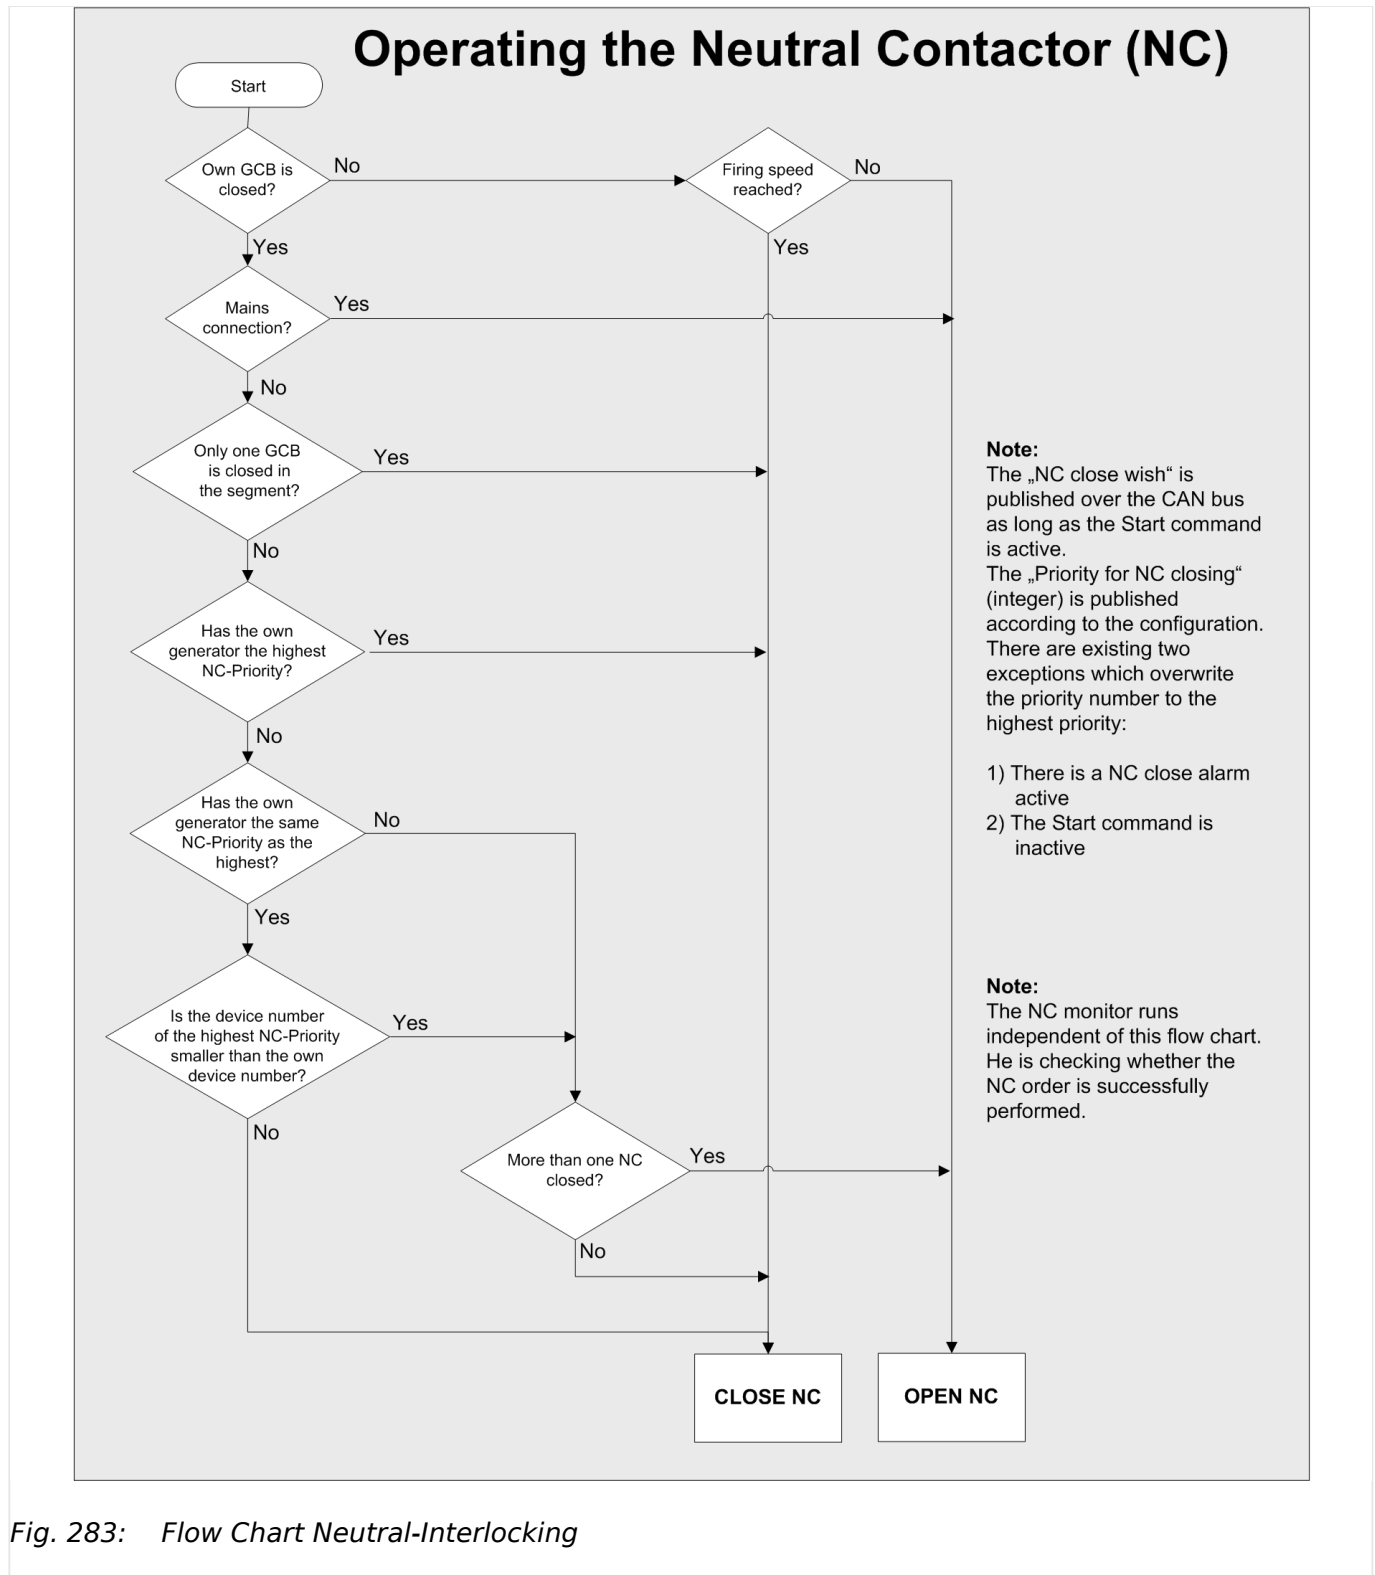 Operating the Neutral Contactor (NC)
Start
Own GCB is
closed?
No
Firing speed
reached?
No
Yes
Yes
Mains
connection?
Yes
No
Only one GCB
is closed in
the segment?
Yes
No
Has the own
generator the highest
NC-Priority?
Yes
No
Has the own
generator the same
NC-Priority as the
highest?
No
Yes
Is the device number
of the highest NC-Priority
smaller than the own
device number?
Yes
No
More than one NC
closed?
Yes
No
CLOSE NC
OPEN NC
Note:
The „NC close wish“ is
published over the CAN bus
as long as the Start command
is active.
The „Priority for NC closing“
(integer) is published
according to the configuration.
There are existing two
exceptions which overwrite
the priority number to the
highest priority:
1) There is a NC close alarm
active
2) The Start command is
inactive
Note:
The NC monitor runs
independent of this flow chart.
He is checking whether the
NC order is successfully
performed.
Fig. 283: Flow Chart Neutral-Interlocking